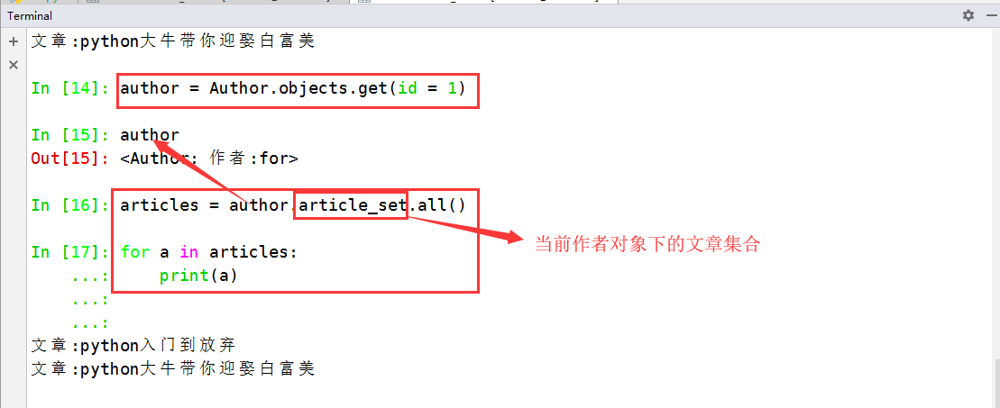 Terminal
文章:python大牛带你迎娶白富美
In [14]: author = Author.objects.get(id = 1)
In [15]: author
Out[15]: <Author: 作者:for>
In [16]: articles = author.article_set.all()
当前作者对象下的文章集合
In [17]: for a in articles:
...: print(a)
...:
...:
文章:python入门到放弃
文章:python大牛带你迎娶白富美